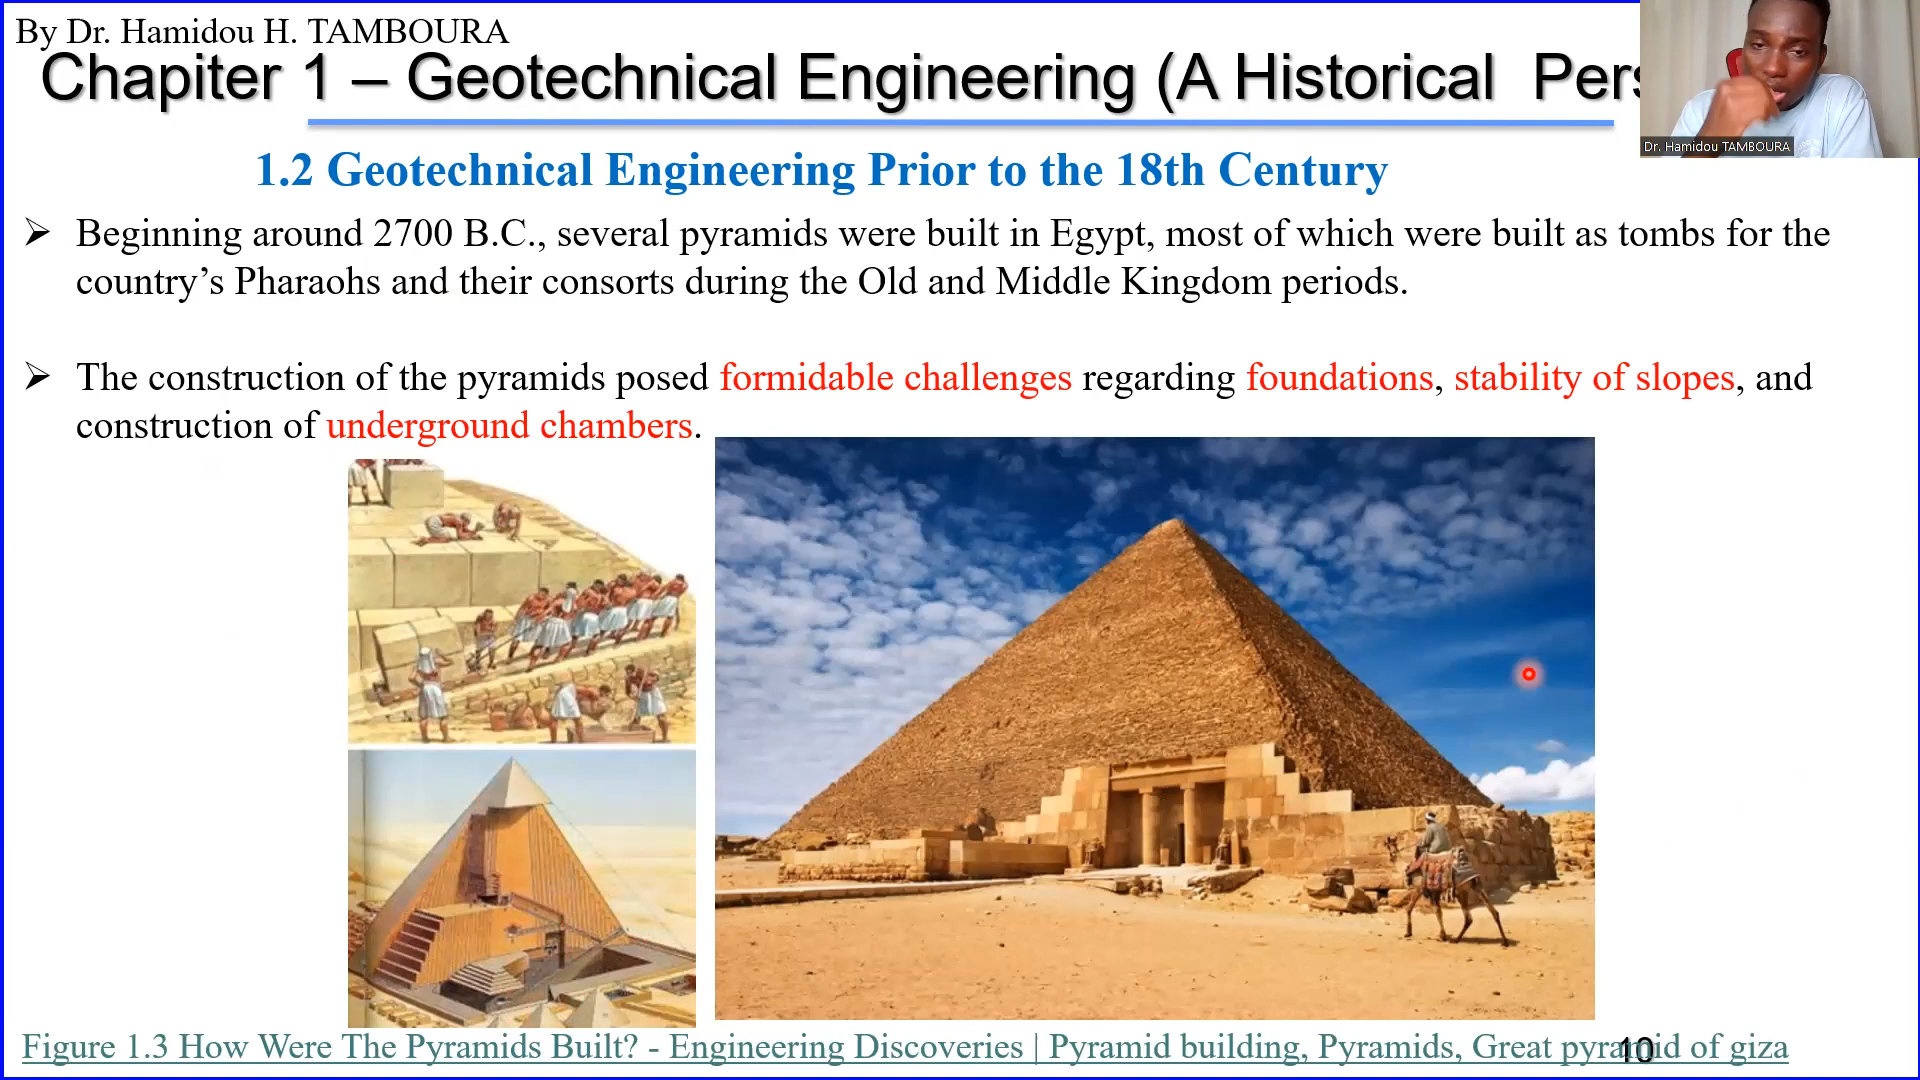 By Dr. Hamidou H. TAMBOURA
Chapiter 1 – Geotechnical Engineering (A Historical Pers
Dr. Hamidou TAMBOURA
1.2 Geotechnical Engineering Prior to the 18th Century
➢ Beginning around 2700 B.C., several pyramids were built in Egypt, most of which were built as tombs for the
country’s Pharaohs and their consorts during the Old and Middle Kingdom periods.
➢ The construction of the pyramids posed formidable challenges regarding foundations, stability of slopes, and
construction of underground chambers.
Figure 1.3 How Were The Pyramids Built? - Engineering Discoveries | Pyramid building, Pyramids, Great pyramid of giza
10